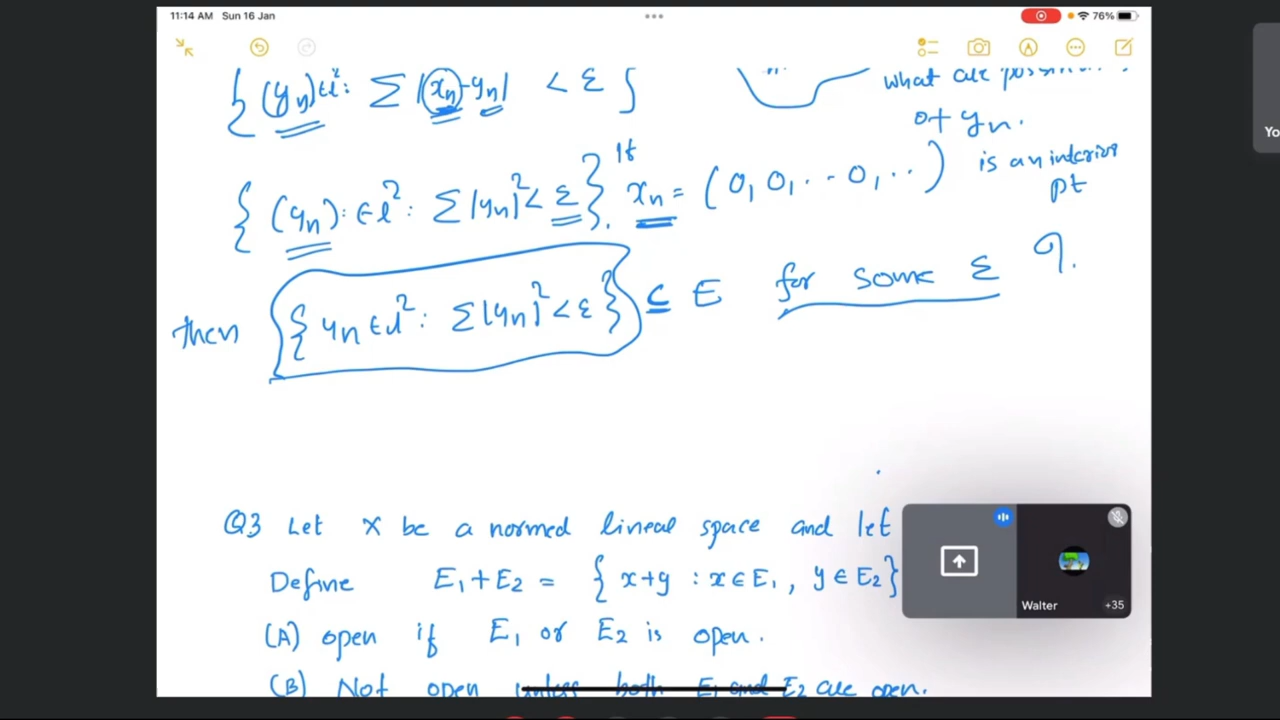 11:14 AM Sun 16 Jan
76%
{ (yn) ∈ l²: Σ |xn - yn| < ε }
what are possi
of yn.
{ (yn): ∈ l²: Σ |yn|² < ε }. If xn = (0, 0, ... 0, ..) is an interior pt
then { yn ∈ l²: Σ |yn|² < ε } ⊆ E for some ε
Q3 Let X be a normed linear space and let
Define E₁ + E₂ = { x+y : x ∈ E₁, y ∈ E₂ }
(A) open if E₁ or E₂ is open.
(B) Not open unless both E₁ and E₂ are open.
Walter +35
Yo